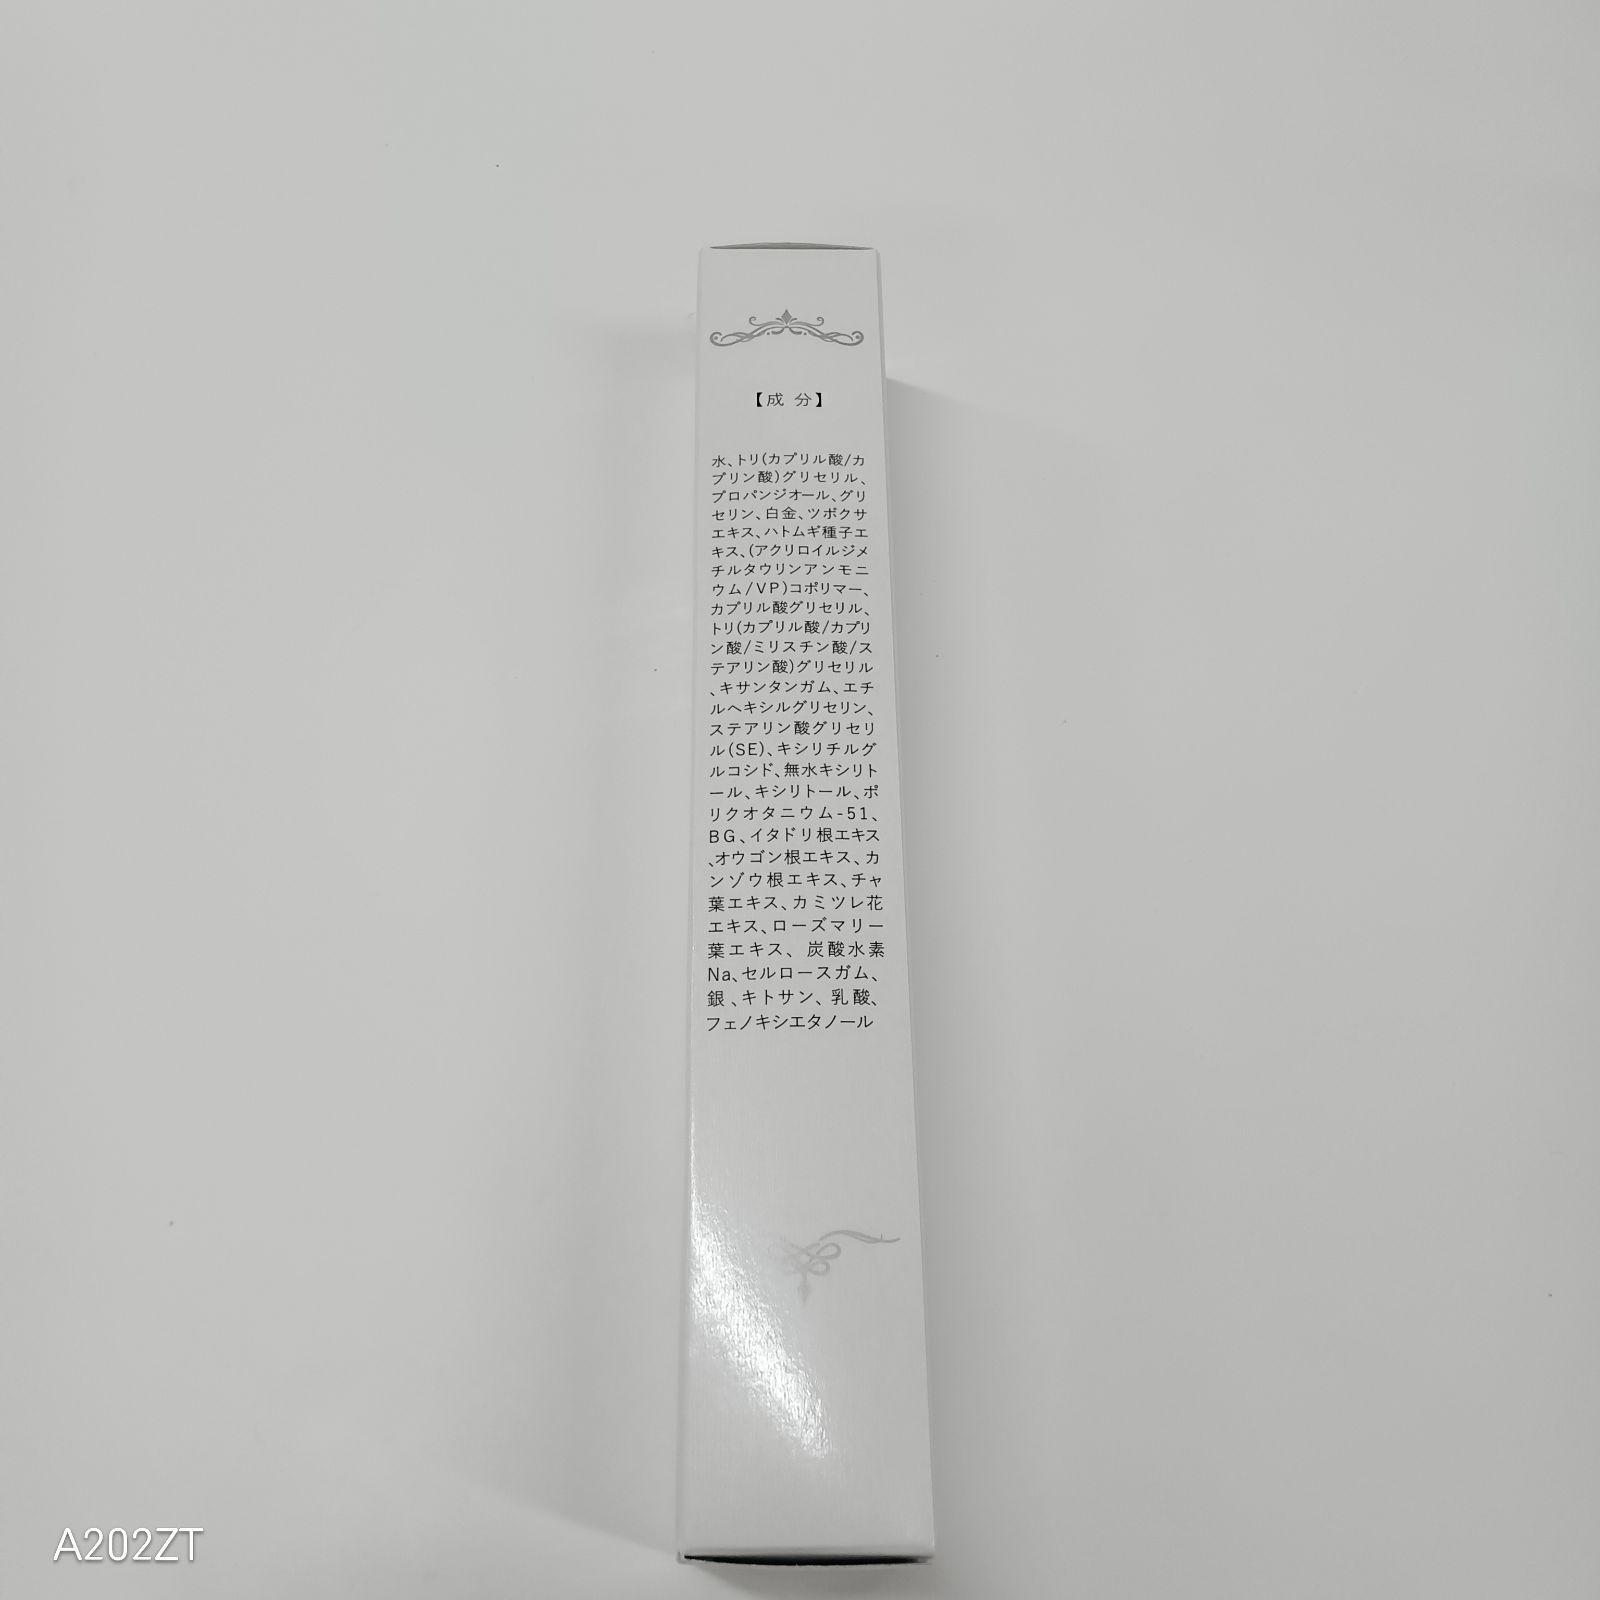 【成 分】
水、トリ(カプリル酸/カ
プリン酸)グリセリル、
プロパンジオール、グリ
セリン、白金、ツボクサ
エキス、ハトムギ種子エ
キス、(アクリロイルジメ
チルタウリンアンモニ
ウム/VP)コポリマー、
カプリル酸グリセリル、
トリ(カプリル酸/カプリ
ン酸/ミリスチン酸/ス
テアリン酸)グリセリル
、キサンタンガム、エチ
ルヘキシルグリセリン、
ステアリン酸グリセリ
ル(SE)、キシリチルグ
ルコシド、無水キシリト
ール、キシリトール、ポ
リクオタニウム-51、
BG、イタドリ根エキス
、オウゴン根エキス、カ
ンゾウ根エキス、チャ
葉エキス、カミツレ花
エキス、ローズマリー
葉エキス、炭酸水素
Na、セルロースガム、
銀、キトサン、乳酸、
フェノキシエタノール
A202ZT